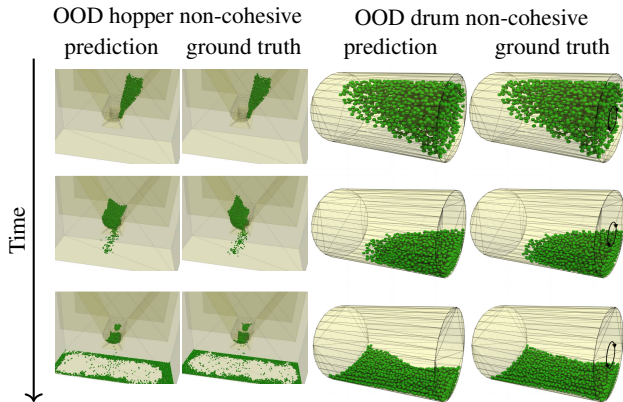 OOD hopper non-cohesive
prediction ground truth
OOD drum non-cohesive
prediction ground truth
Time